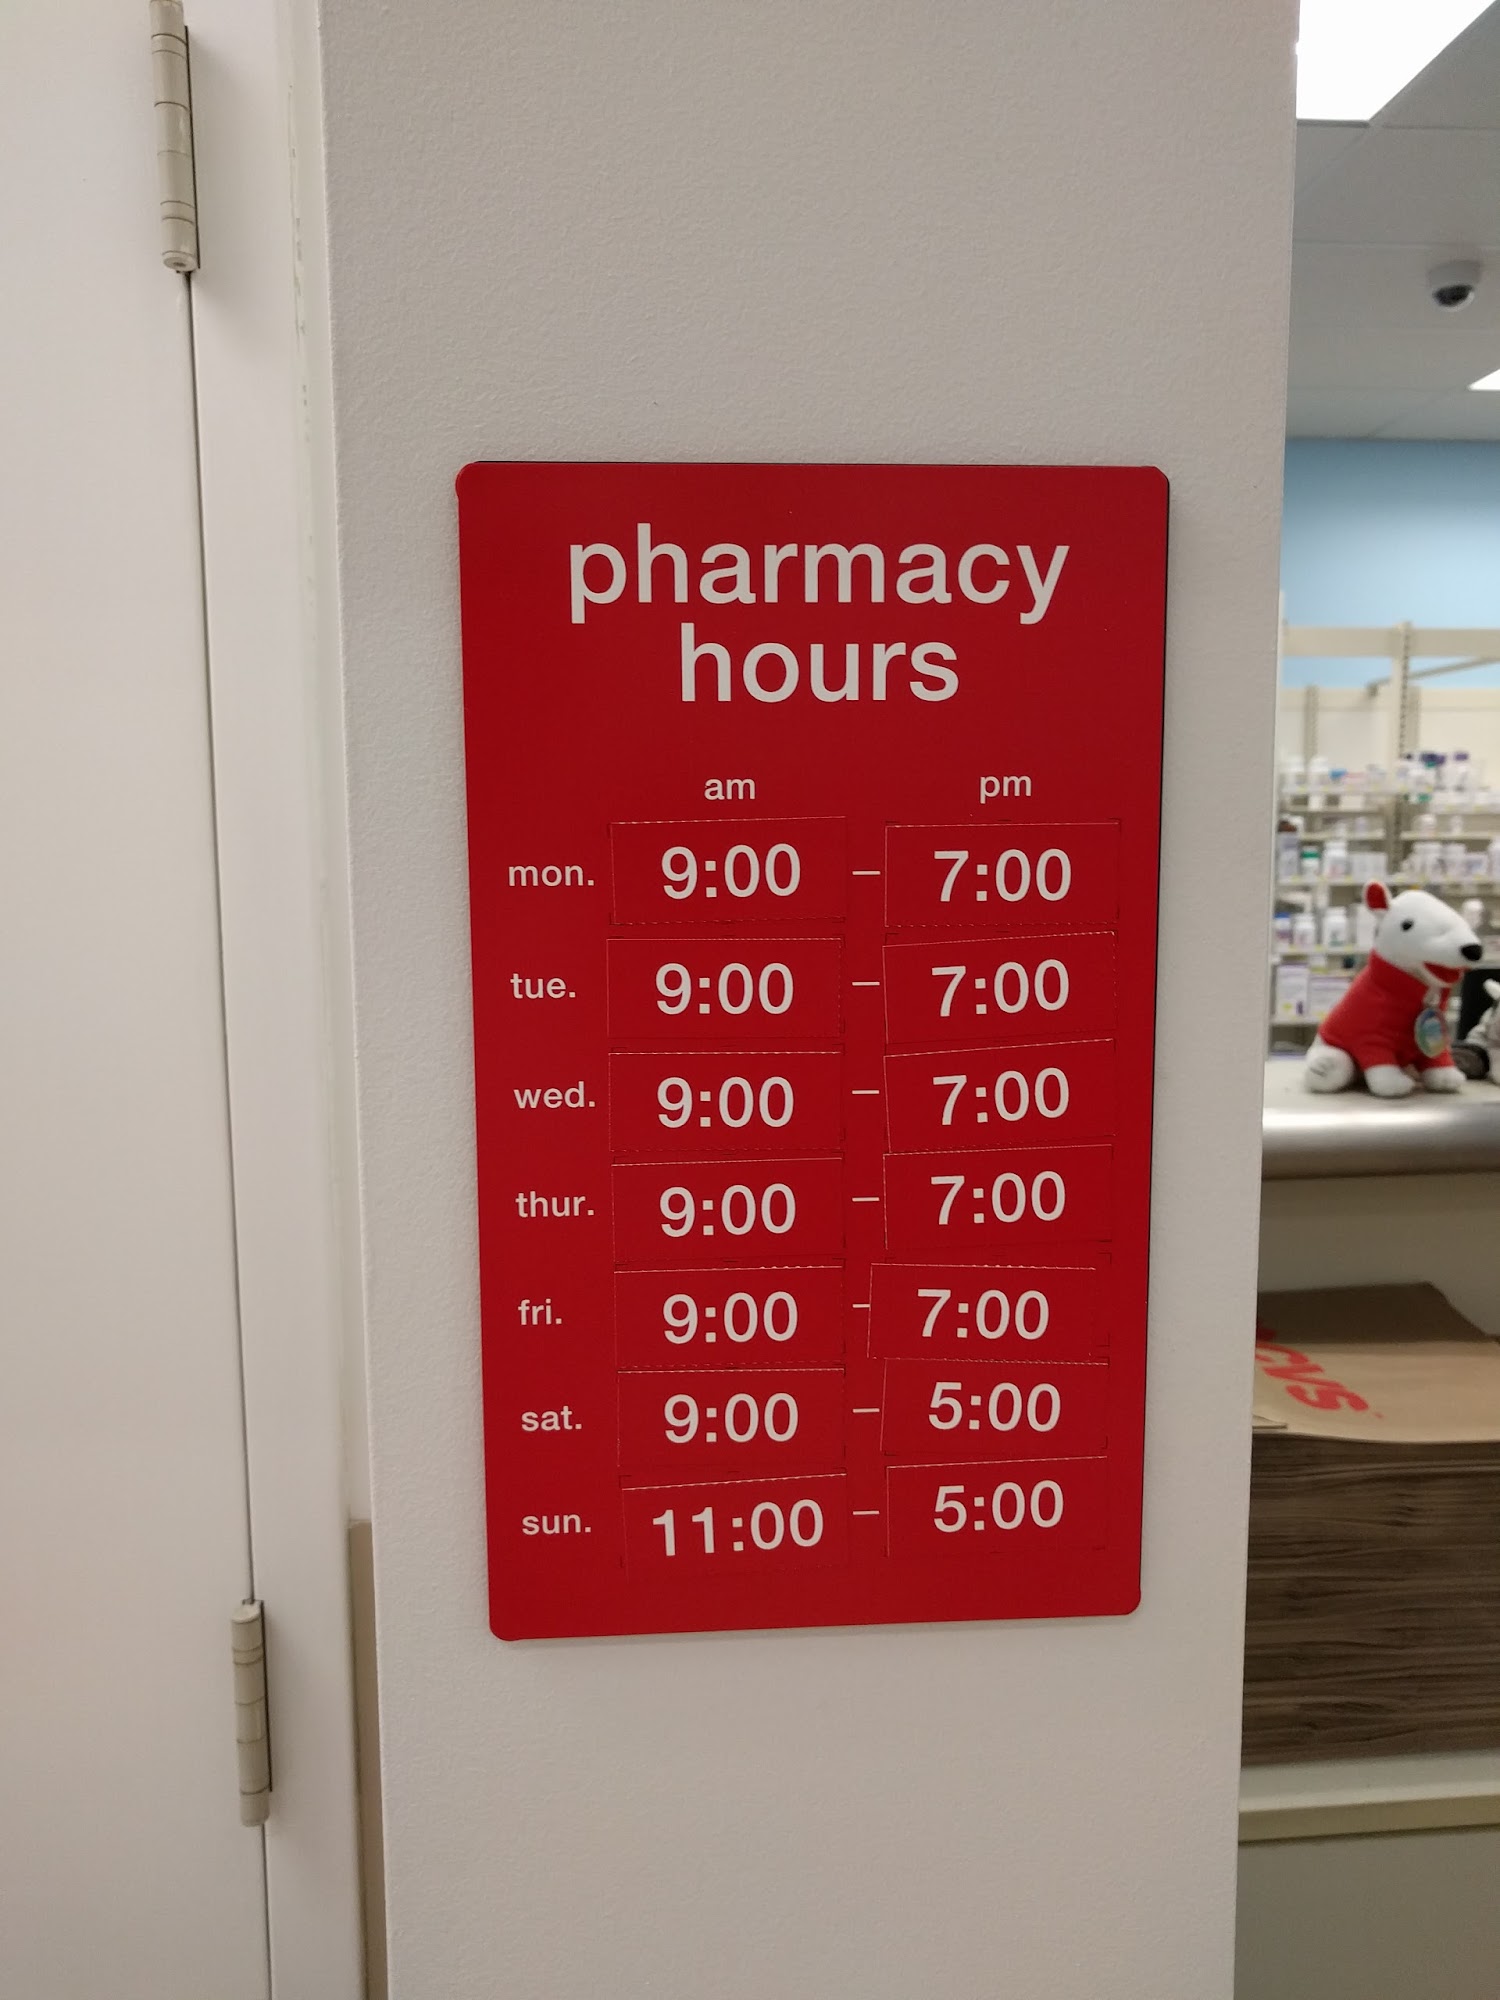 pharmacy
hours
am pm
mon. 9:00 – 7:00
tue. 9:00 – 7:00
wed. 9:00 – 7:00
thur. 9:00 – 7:00
fri. 9:00 – 7:00
sat. 9:00 – 5:00
sun. 11:00 – 5:00
CVS